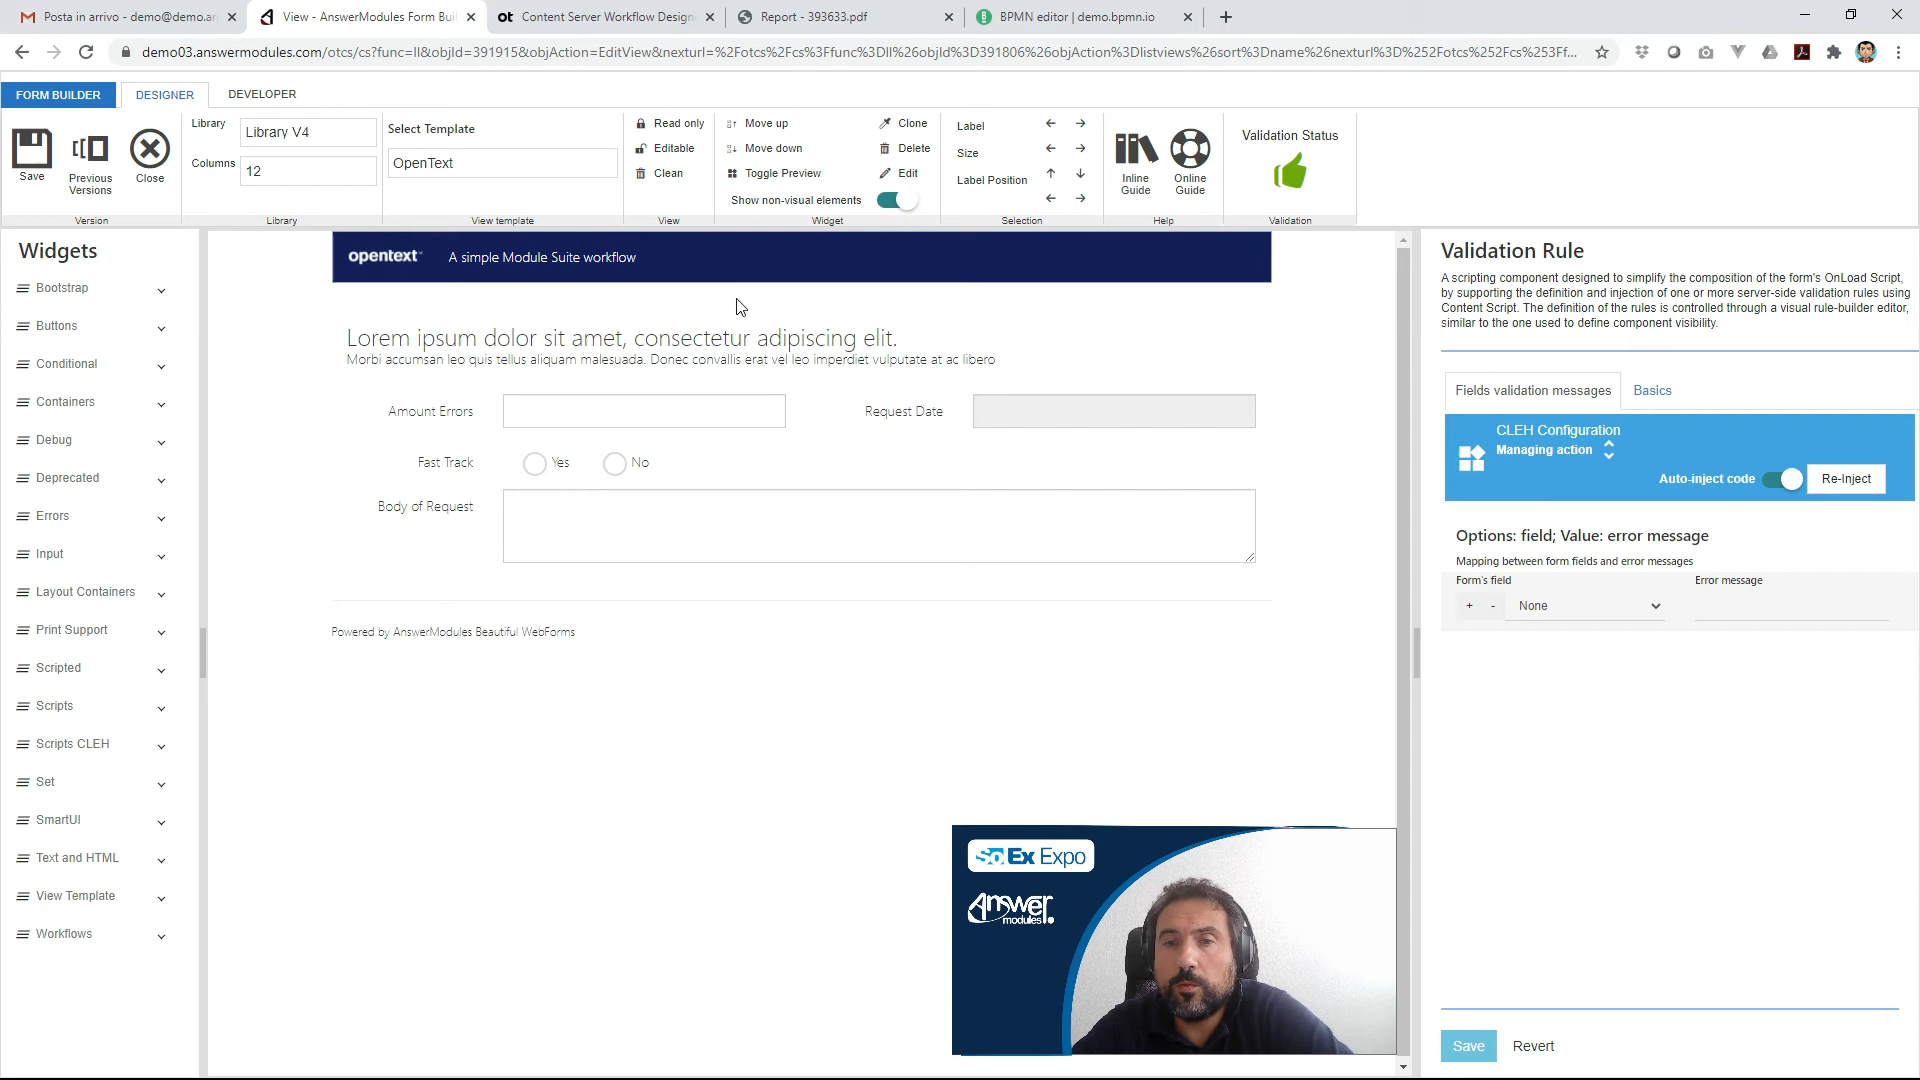 Posta in arrivo - demo@demo.an
View - AnswerModules Form Buil
ot Content Server Workflow Design
Report - 393633.pdf
BPMN editor | demo.bpmn.io
demo03.answermodules.com/otcs/cs?func=ll&objId=391915&objAction=EditView&nexturl=%2Fotcs%2Fcs%3Ffunc%3Dll%26objId%3D391806%26objAction%3Dlistviews%26sort%3Dname%26nexturl%3D%252Fotcs%252Fcs%253Ff...
FORM BUILDER
DESIGNER
DEVELOPER
Save
Previous Versions
Close
Version
Library
Library V4
Columns
12
Library
Select Template
OpenText
View template
Read only
Editable
Clean
View
Move up
Move down
Toggle Preview
Show non-visual elements
Clone
Delete
Edit
Widget
Label
Size
Label Position
Selection
Inline Guide
Online Guide
Help
Validation Status
Validation
Widgets
Bootstrap
Buttons
Conditional
Containers
Debug
Deprecated
Errors
Input
Layout Containers
Print Support
Scripted
Scripts
Scripts CLEH
Set
SmartUI
Text and HTML
View Template
Workflows
opentext™ A simple Module Suite workflow
Lorem ipsum dolor sit amet, consectetur adipiscing elit.
Morbi accumsan leo quis tellus aliquam malesuada. Donec convallis erat vel leo imperdiet vulputate at ac libero
Amount Errors
Request Date
Fast Track
Yes
No
Body of Request
Powered by AnswerModules Beautiful WebForms
SoEx Expo
Answer
modules
Validation Rule
A scripting component designed to simplify the composition of the form's OnLoad Script,
by supporting the definition and injection of one or more server-side validation rules using
Content Script. The definition of the rules is controlled through a visual rule-builder editor,
similar to the one used to define component visibility.
Fields validation messages
Basics
CLEH Configuration
Managing action
Auto-inject code
Re-Inject
Options: field; Value: error message
Mapping between form fields and error messages
Form's field
Error message
+ - None
Save
Revert